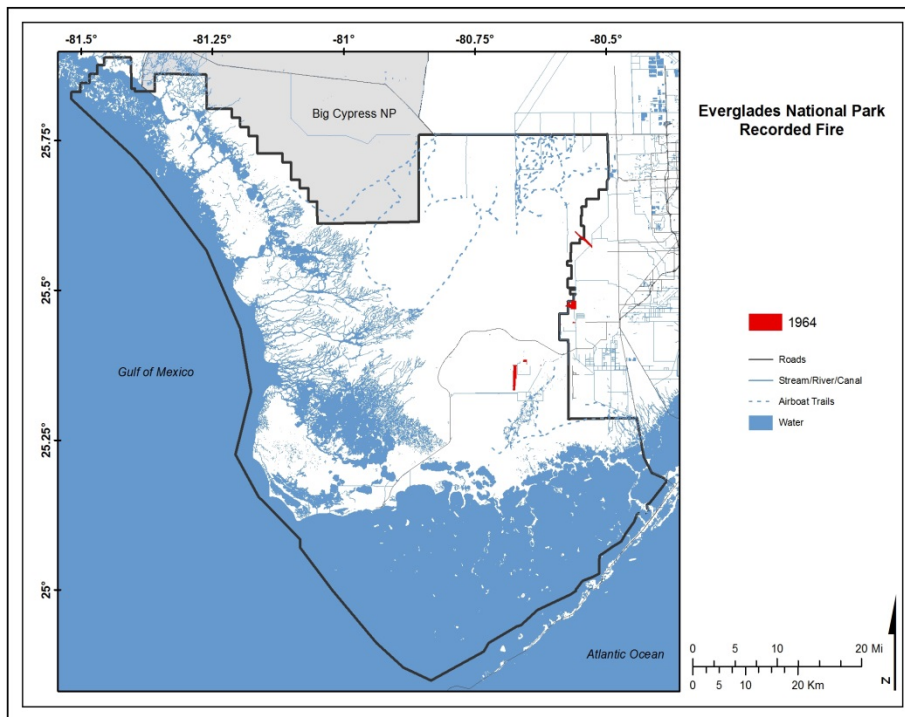 -81.5°
-81.25°
-81°
-80.75°
-80.5°
Big Cypress NP
Everglades National Park
Recorded Fire
25.75°
25.5°
25.25°
25°
Gulf of Mexico
Atlantic Ocean
1964
Roads
Stream/River/Canal
Airboat Trails
Water
0 5 10 20 Mi
0 5 10 20 Km
N